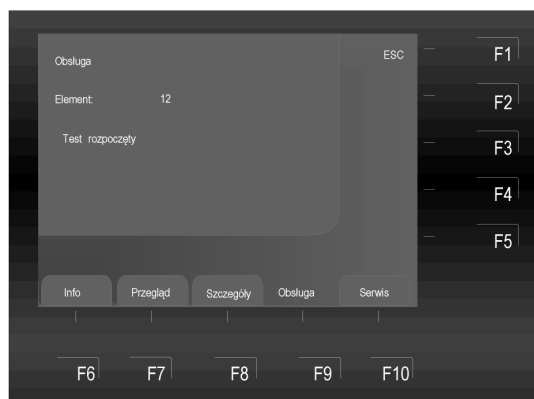 Obsługa
ESC
F1
Element: 12
F2
Test rozpoczęty
F3
F4
F5
Info Przegląd Szczegóły Obsługa Serwis
F6 F7 F8 F9 F10